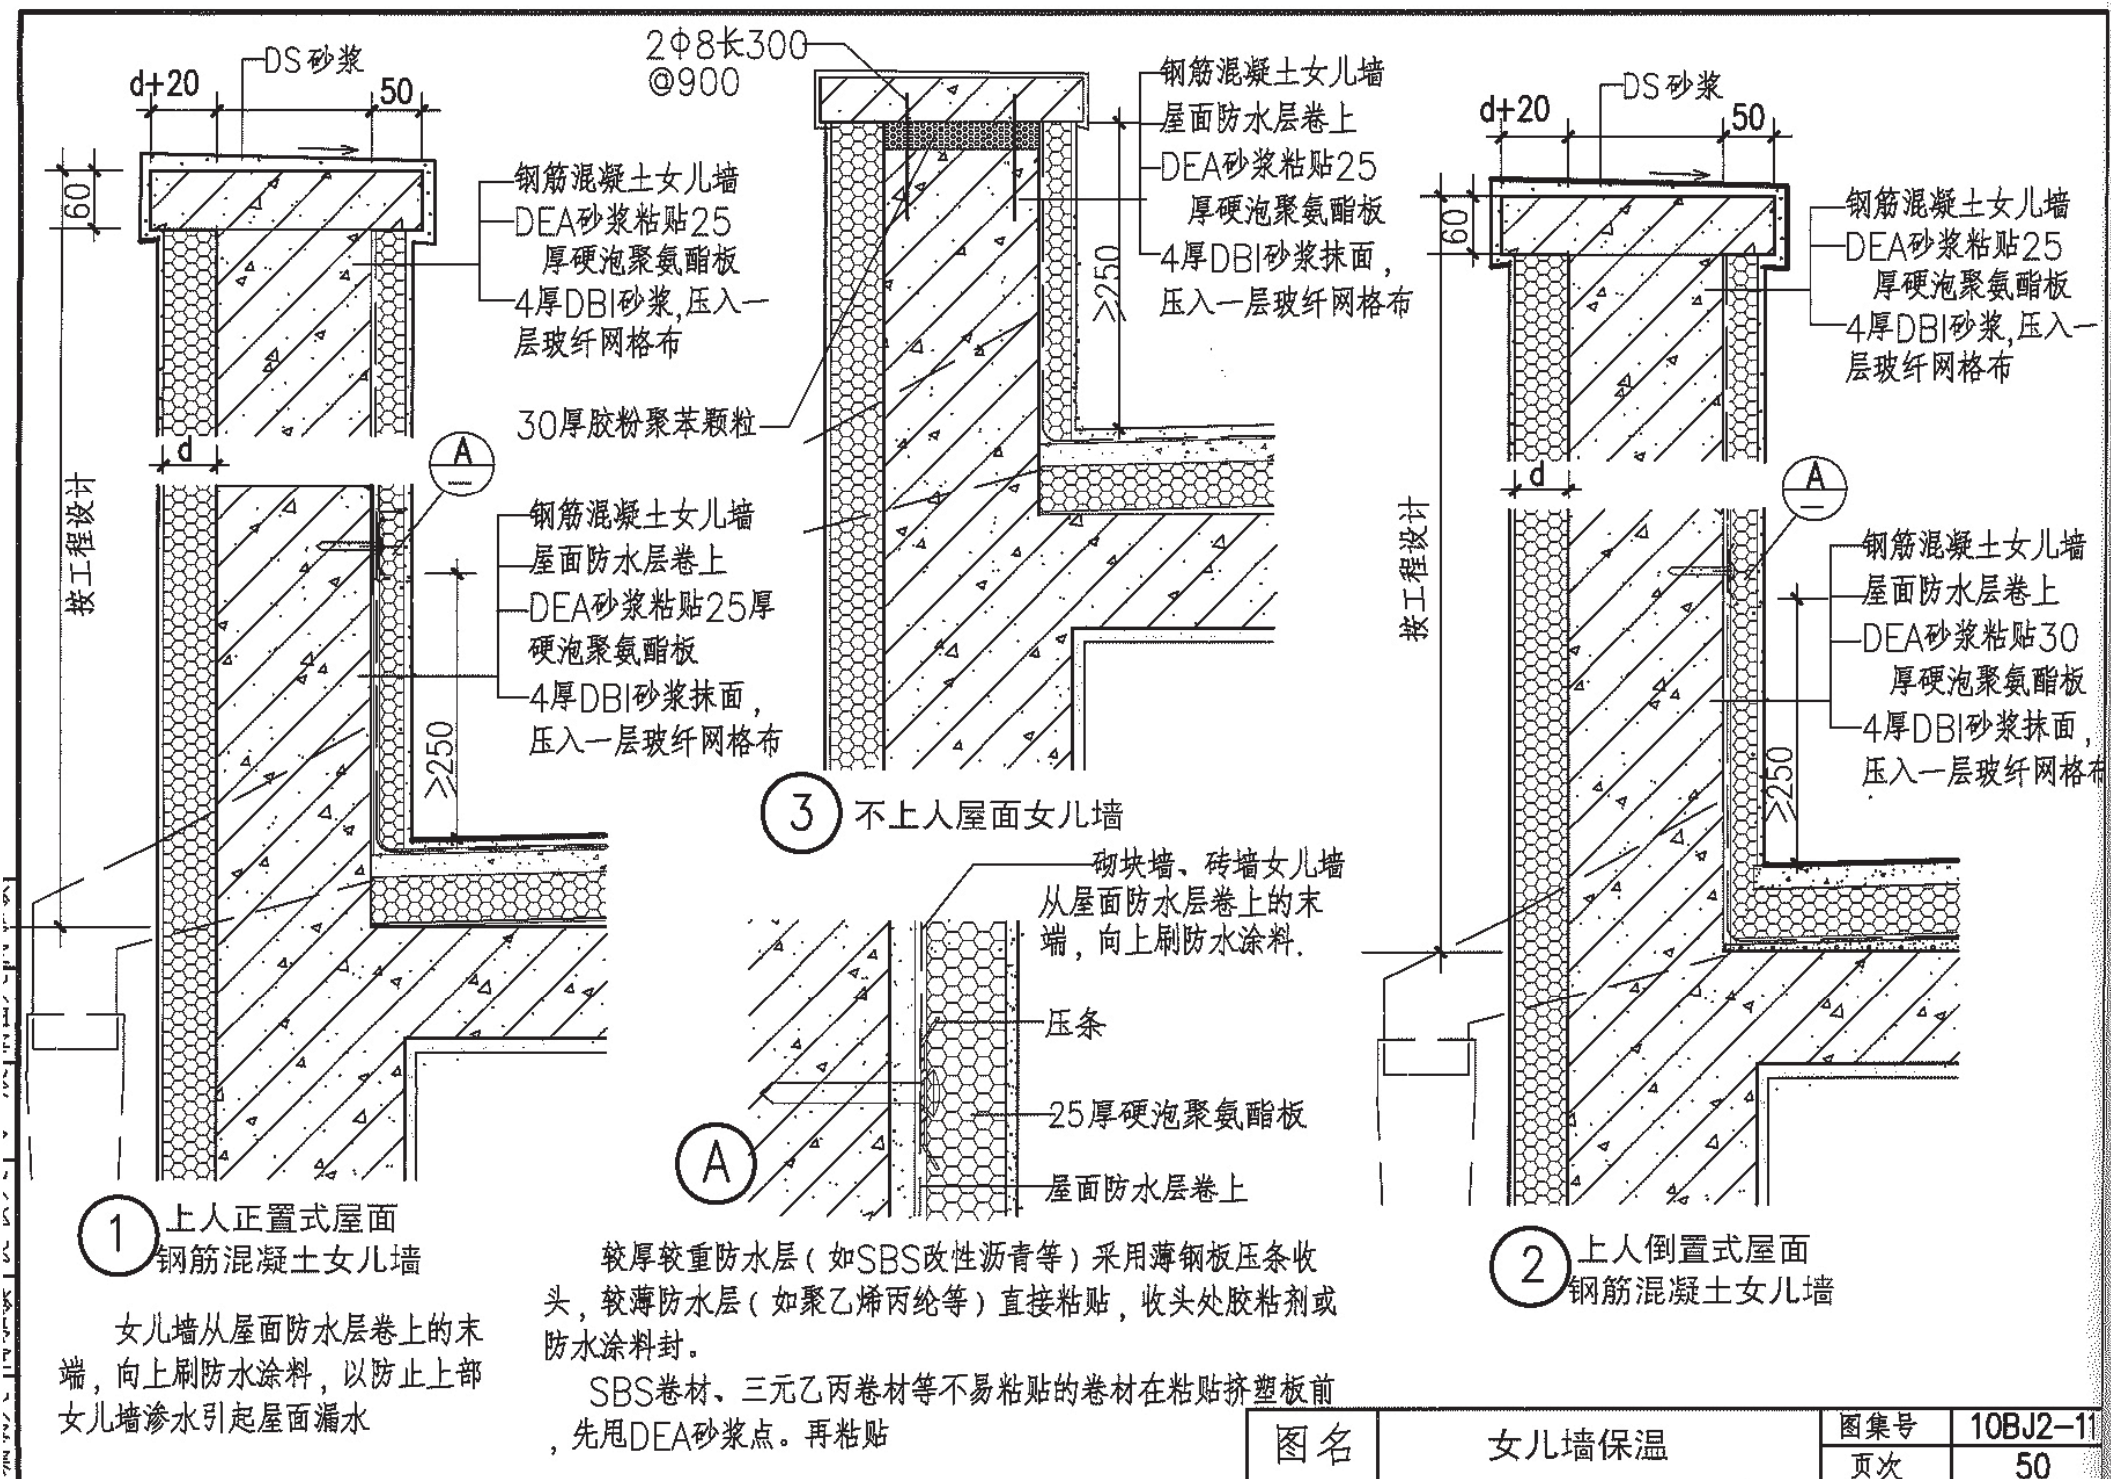 DS砂浆
d+20
50
60
钢筋混凝土女儿墙
DEA砂浆粘贴25
厚硬泡聚氨酯板
4厚DBI砂浆,压入一
层玻纤网格布
d
A
按工程设计
钢筋混凝土女儿墙
屋面防水层卷上
DEA砂浆粘贴25厚
硬泡聚氨酯板
4厚DBI砂浆抹面，
压入一层玻纤网格布
≥250
1
上人正置式屋面
钢筋混凝土女儿墙
女儿墙从屋面防水层卷上的末
端，向上刷防水涂料，以防止上部
女儿墙渗水引起屋面漏水
2Φ8长300
@900
钢筋混凝土女儿墙
屋面防水层卷上
DEA砂浆粘贴25
厚硬泡聚氨酯板
4厚DBI砂浆抹面，
压入一层玻纤网格布
≥250
30厚胶粉聚苯颗粒
3
不上人屋面女儿墙
砌块墙、砖墙女儿墙
从屋面防水层卷上的末
端，向上刷防水涂料.
压条
25厚硬泡聚氨酯板
屋面防水层卷上
A
较厚较重防水层(如SBS改性沥青等)采用薄钢板压条收
头，较薄防水层(如聚乙烯丙纶等)直接粘贴，收头处胶粘剂或
防水涂料封。
SBS卷材、三元乙丙卷材等不易粘贴的卷材在粘贴挤塑板前
，先甩DEA砂浆点。再粘贴
DS砂浆
d+20
50
60
钢筋混凝土女儿墙
DEA砂浆粘贴25
厚硬泡聚氨酯板
4厚DBI砂浆,压入一
层玻纤网格布
d
A
按工程设计
钢筋混凝土女儿墙
屋面防水层卷上
DEA砂浆粘贴30
厚硬泡聚氨酯板
4厚DBI砂浆抹面，
压入一层玻纤网格布
≥250
2
上人倒置式屋面
钢筋混凝土女儿墙
图名
女儿墙保温
图集号
10BJ2-11
页次
50